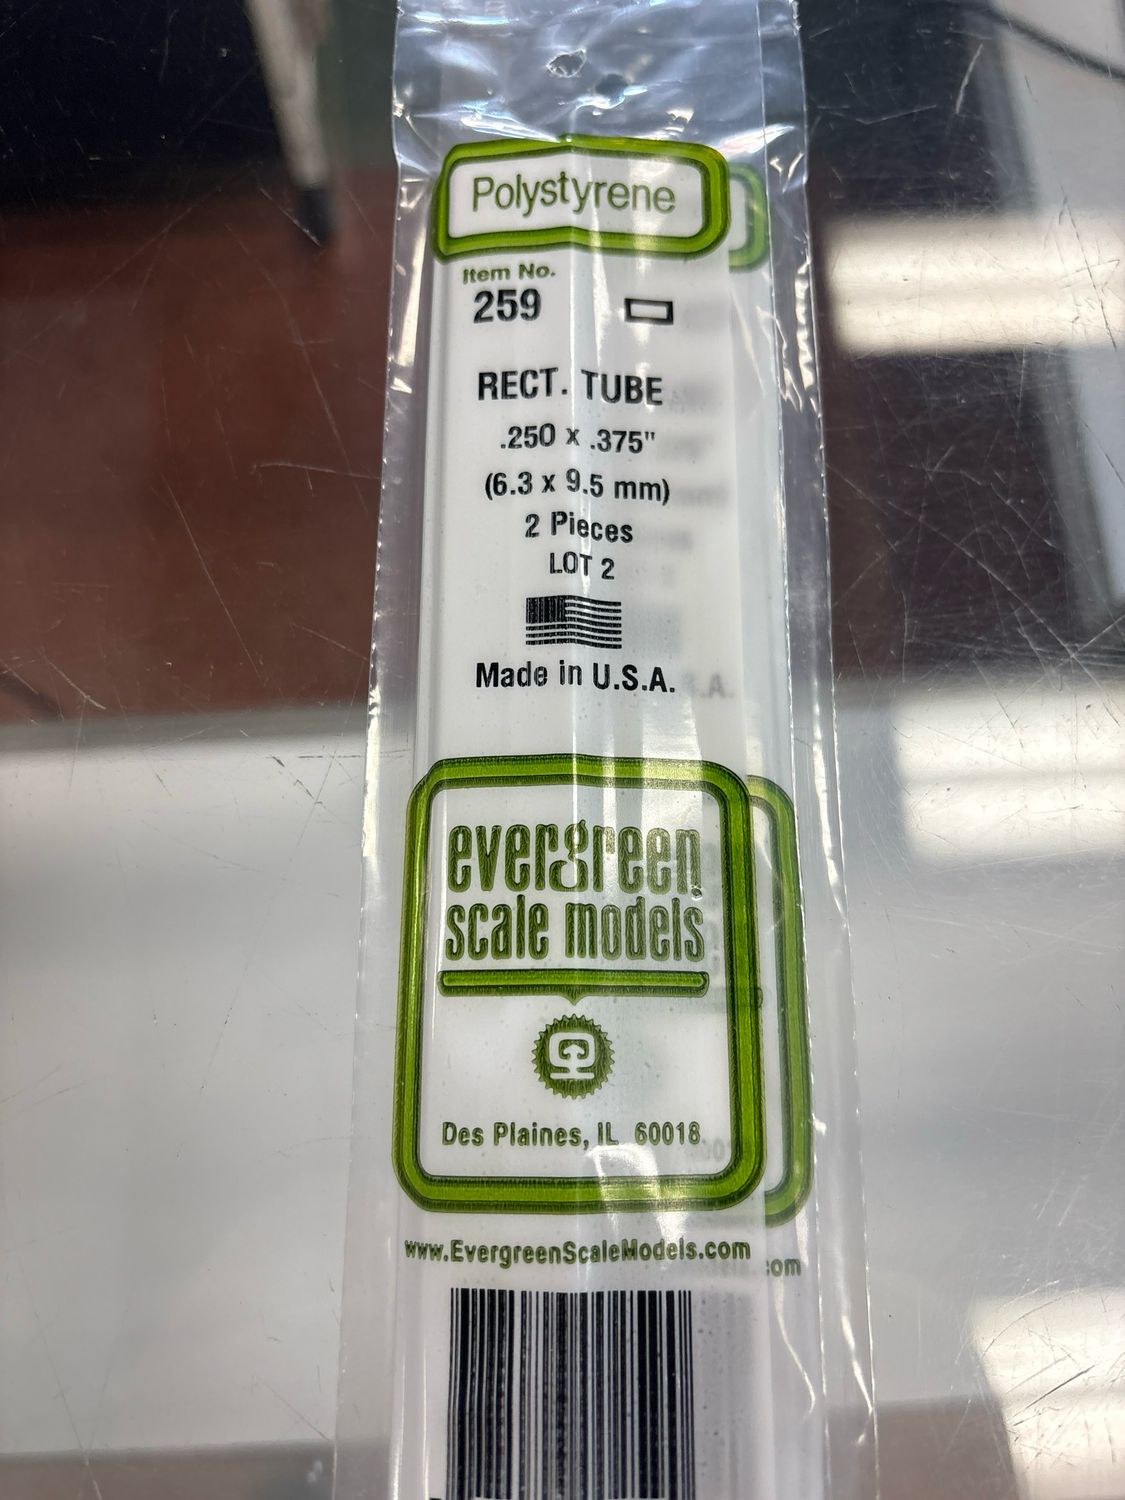 Polystyrene
Item No.
259
RECT. TUBE
.250 x .375"
(6.3 x 9.5 mm)
2 Pieces
LOT 2
Made in U.S.A.
evergreen
scale models
Des Plaines, IL 60018
www.EvergreenScaleModels.com